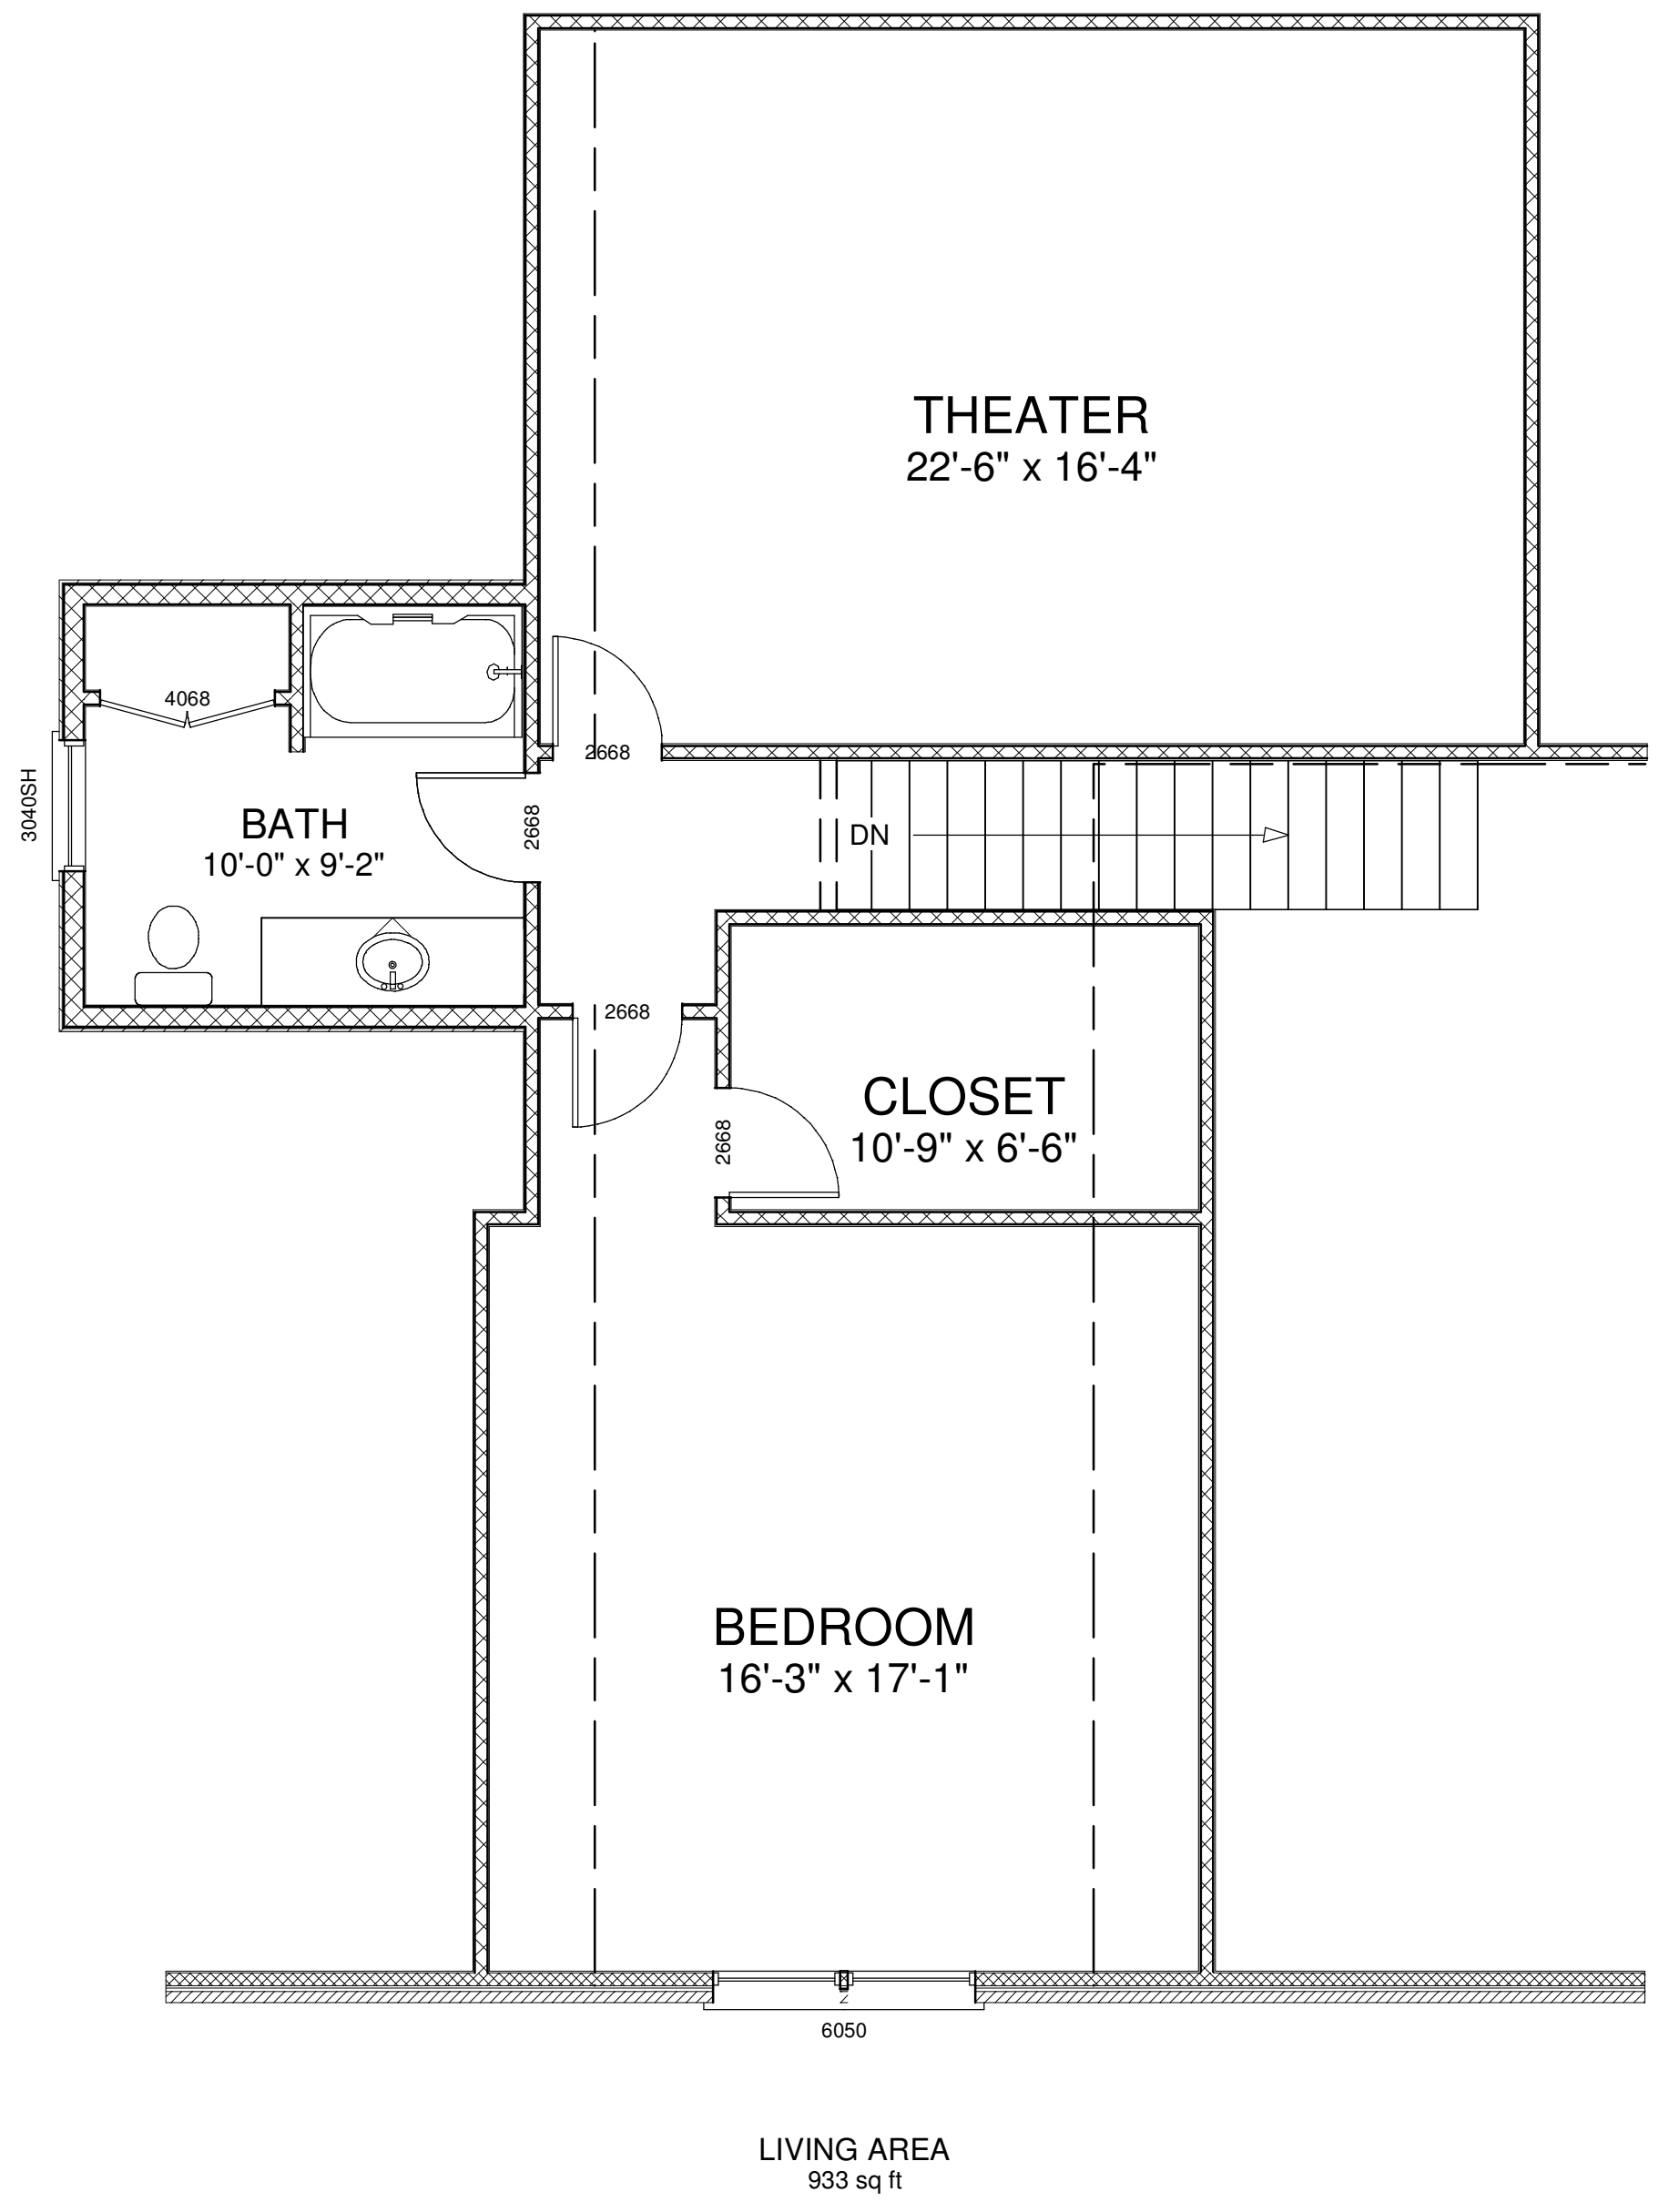 THEATER
22'-6" x 16'-4"
4068
2668
3040SH
BATH
10'-0" x 9'-2"
2668
DN
2668
CLOSET
10'-9" x 6'-6"
2668
BEDROOM
16'-3" x 17'-1"
6050
LIVING AREA
933 sq ft